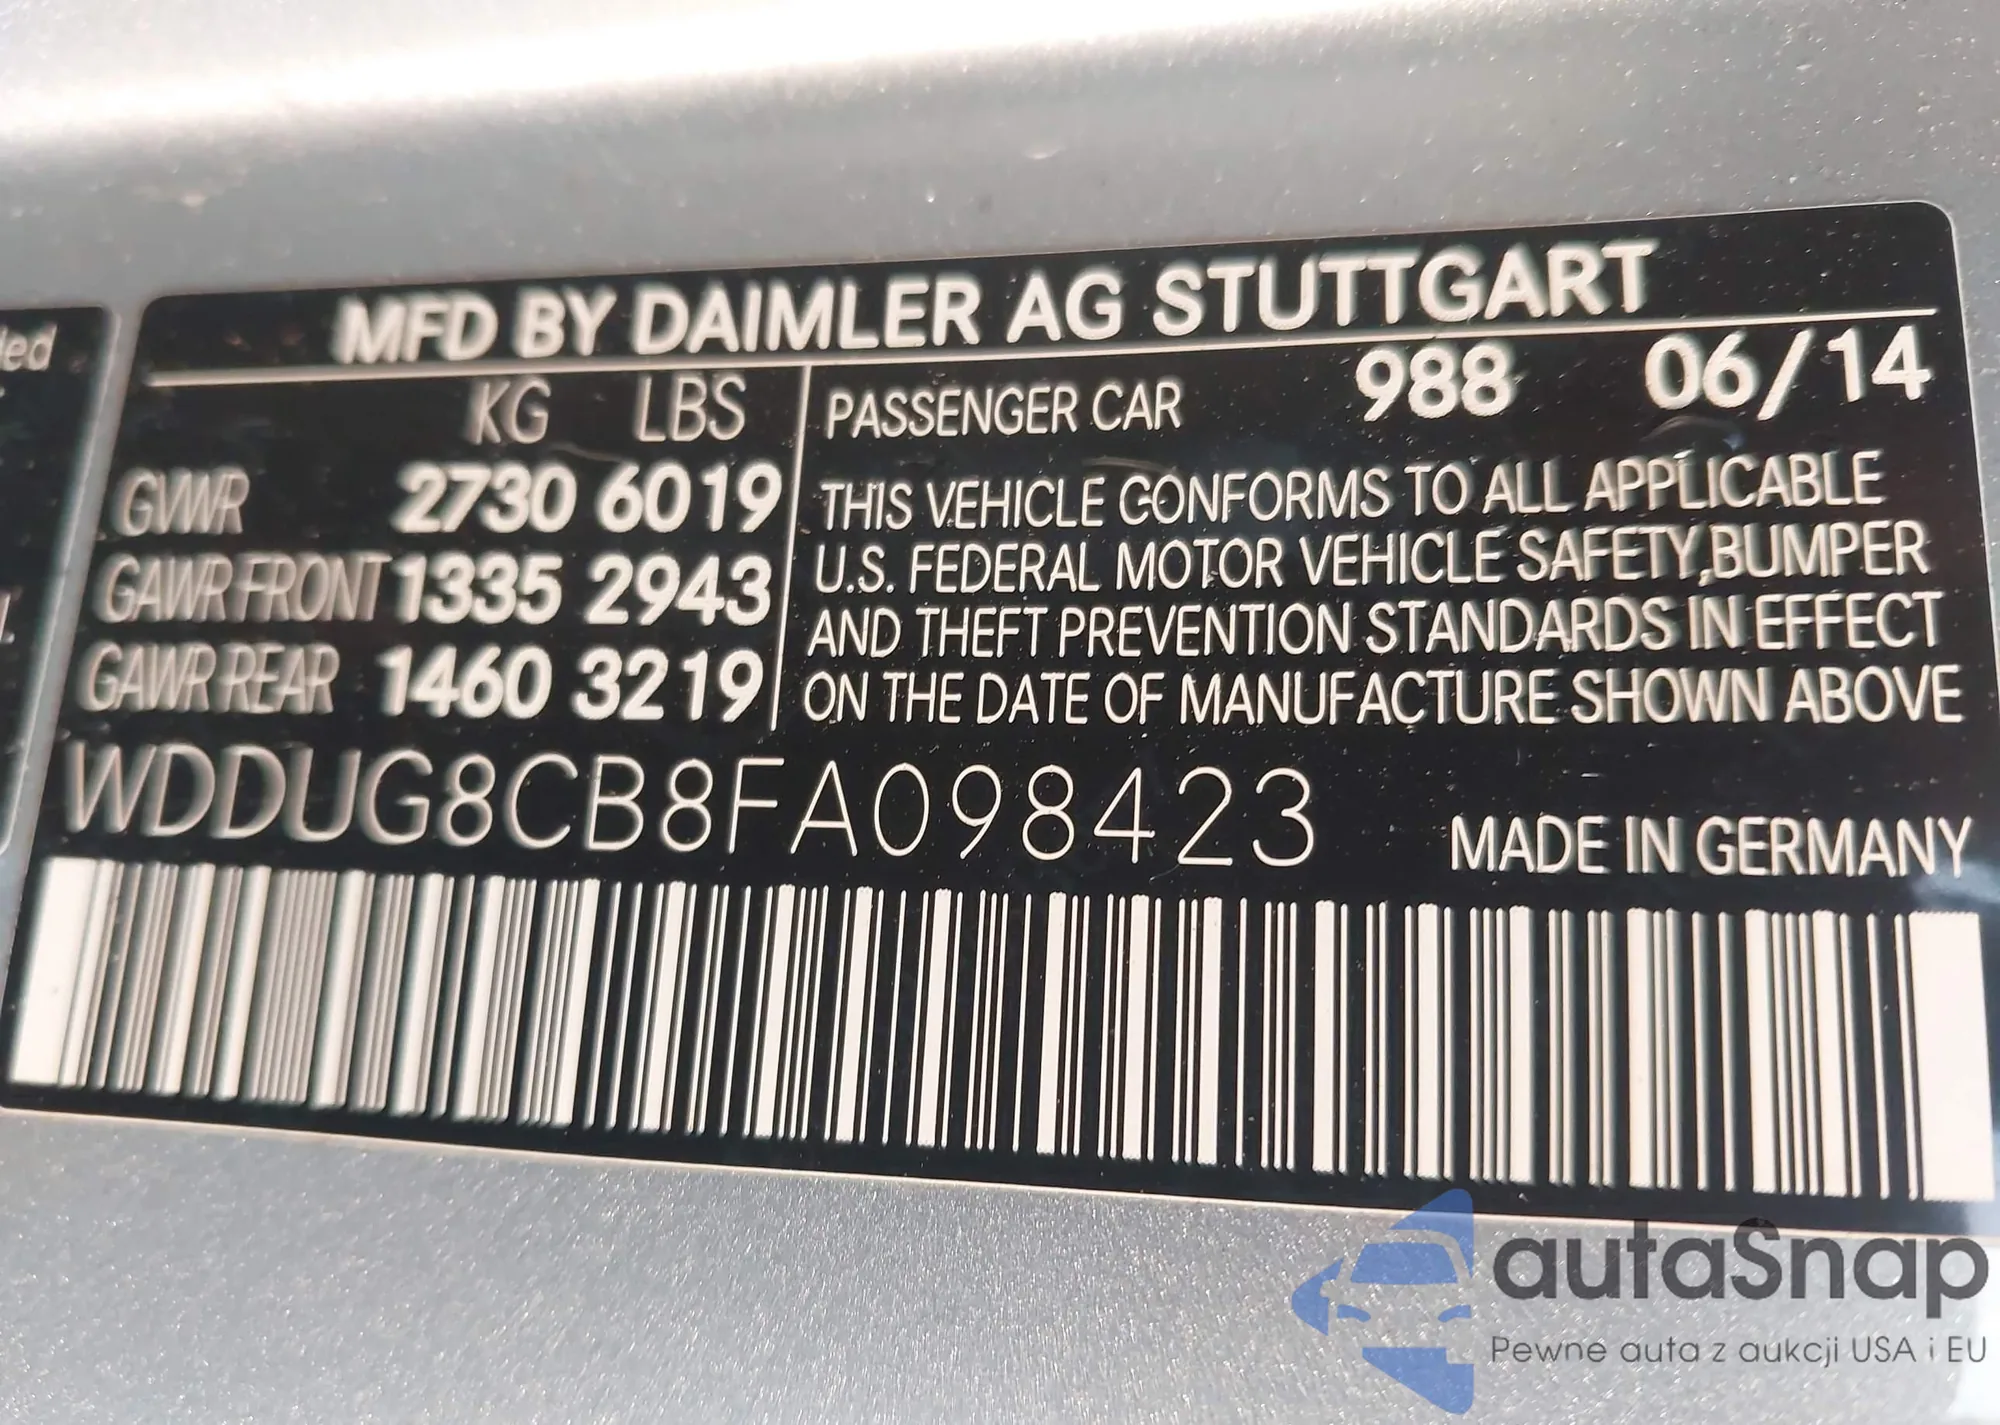 MFD BY DAIMLER AG STUTTGART
KG LBS
GVWR 2730 6019
GAWR FRONT 1335 2943
GAWR REAR 1460 3219
PASSENGER CAR 988 06/14
THIS VEHICLE CONFORMS TO ALL APPLICABLE
U.S. FEDERAL MOTOR VEHICLE SAFETY,BUMPER
AND THEFT PREVENTION STANDARDS IN EFFECT
ON THE DATE OF MANUFACTURE SHOWN ABOVE
WDDUG8CB8FA098423
MADE IN GERMANY
autaSnap
Pewne auta z aukcji USA i EU